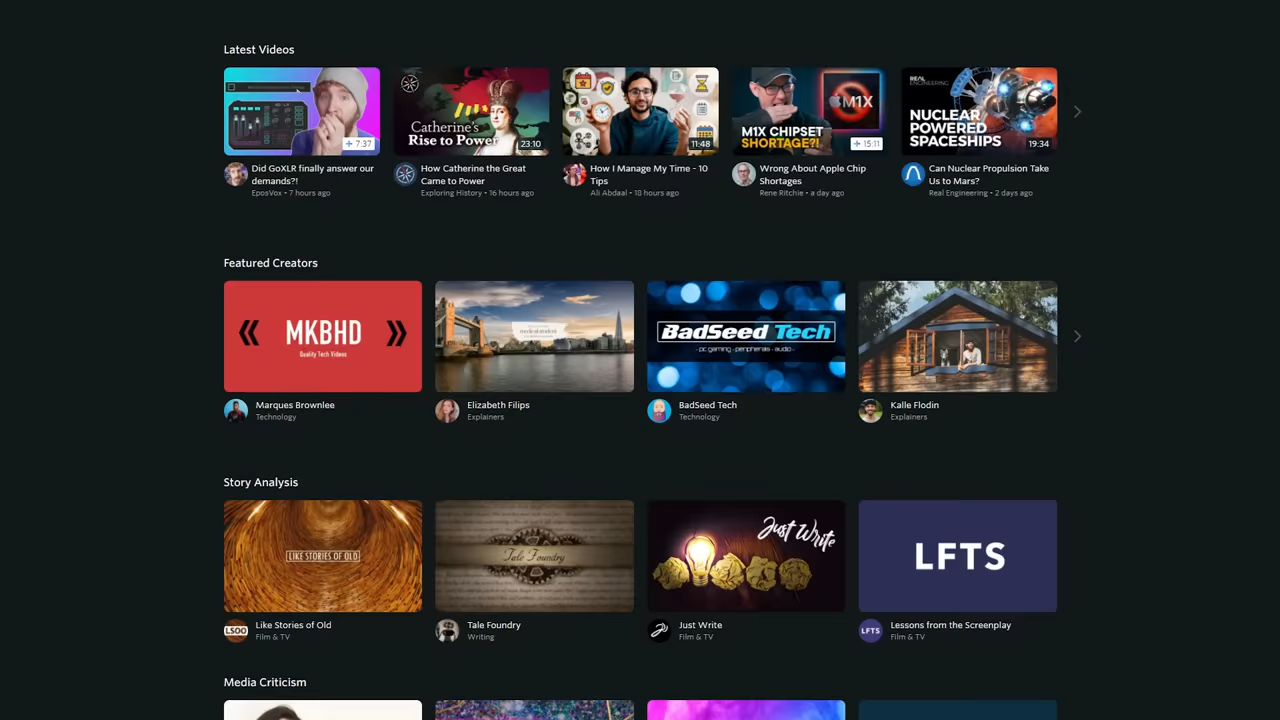 Latest Videos
+ 7:37
Did GoXLR finally answer our
demands?!
EposVox • 7 hours ago
Catherine's
Rise to Power
23:10
How Catherine the Great
Came to Power
Exploring History • 16 hours ago
11:48
How I Manage My Time - 10
Tips
Ali Abdaal • 18 hours ago
M1X
M1X CHIPSET
SHORTAGE?!
+ 15:11
Wrong About Apple Chip
Shortages
Rene Ritchie • a day ago
REAL
ENGINEERING
NUCLEAR
POWERED
SPACESHIPS
19:34
Can Nuclear Propulsion Take
Us to Mars?
Real Engineering • 2 days ago
Featured Creators
MKBHD
Quality Tech Videos
Marques Brownlee
Technology
Elizabeth Filips
Explainers
BadSeed Tech
- pc gaming - peripherals - audio -
BadSeed Tech
Technology
Kalle Flodin
Explainers
Story Analysis
LIKE STORIES OF OLD
LSOO
Like Stories of Old
Film & TV
Tale Foundry
Tale Foundry
Writing
Just Write
Just Write
Film & TV
LFTS
LFTS
Lessons from the Screenplay
Film & TV
Media Criticism